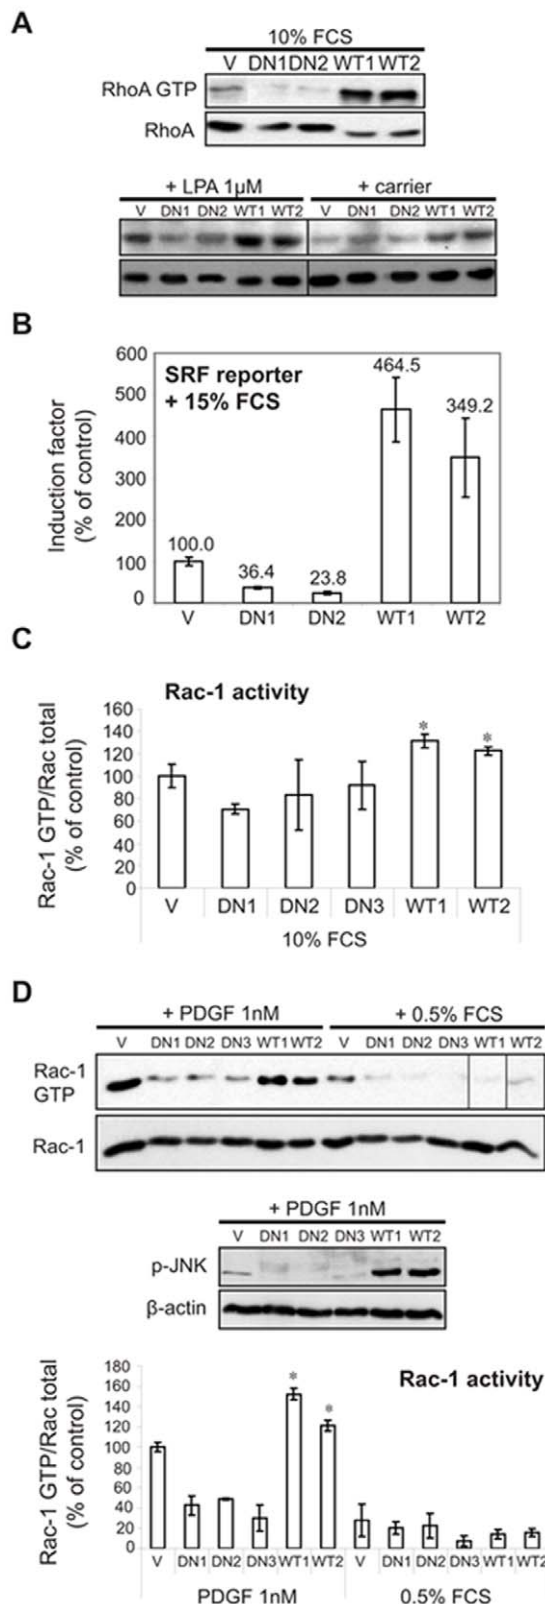 A
10% FCS
V DN1 DN2 WT1 WT2
RhoA GTP
RhoA
+ LPA 1µM + carrier
V DN1 DN2 WT1 WT2 V DN1 DN2 WT1 WT2
B
600
500
400
300
200
100
0
Induction factor
(% of control)
SRF reporter
+ 15% FCS
100.0
36.4
23.8
464.5
349.2
V DN1 DN2 WT1 WT2
C
Rac-1 activity
160
140
120
100
80
60
40
20
0
Rac-1 GTP/Rac total
(% of control)
* *
V DN1 DN2 DN3 WT1 WT2
10% FCS
D
+ PDGF 1nM + 0.5% FCS
V DN1 DN2 DN3 WT1 WT2 V DN1 DN2 DN3 WT1 WT2
Rac-1
GTP
Rac-1
+ PDGF 1nM
V DN1 DN2 DN3 WT1 WT2
p-JNK
β-actin
180
160
140
120
100
80
60
40
20
0
Rac-1 GTP/Rac total
(% of control)
Rac-1 activity
* *
V DN1 DN2 DN3 WT1 WT2 V DN1 DN2 DN3 WT1 WT2
PDGF 1nM 0.5% FCS